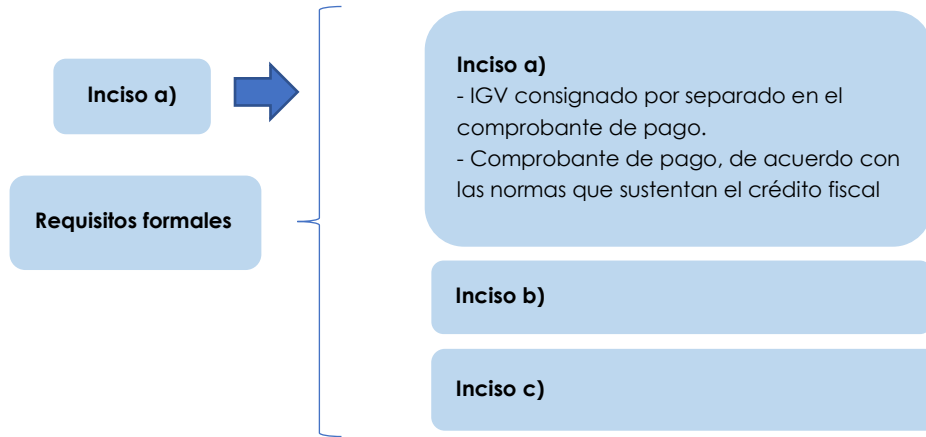 Inciso a)
Requisitos formales
Inciso a)
- IGV consignado por separado en el
comprobante de pago.
- Comprobante de pago, de acuerdo con
las normas que sustentan el crédito fiscal
Inciso b)
Inciso c)